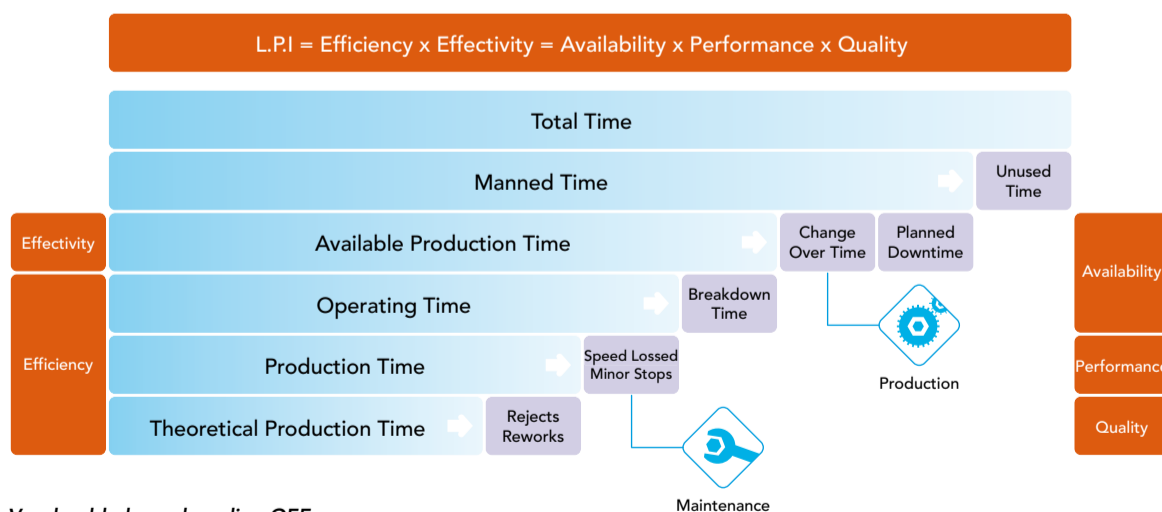 L.P.I = Efficiency x Effectivity = Availability x Performance x Quality
Total Time
Manned Time
Unused
Time
Effectivity
Available Production Time
Change
Over Time
Planned
Downtime
Availability
Operating Time
Breakdown
Time
Efficiency
Production Time
Speed Lossed
Minor Stops
Performance
Production
Theoretical Production Time
Rejects
Reworks
Quality
Maintenance